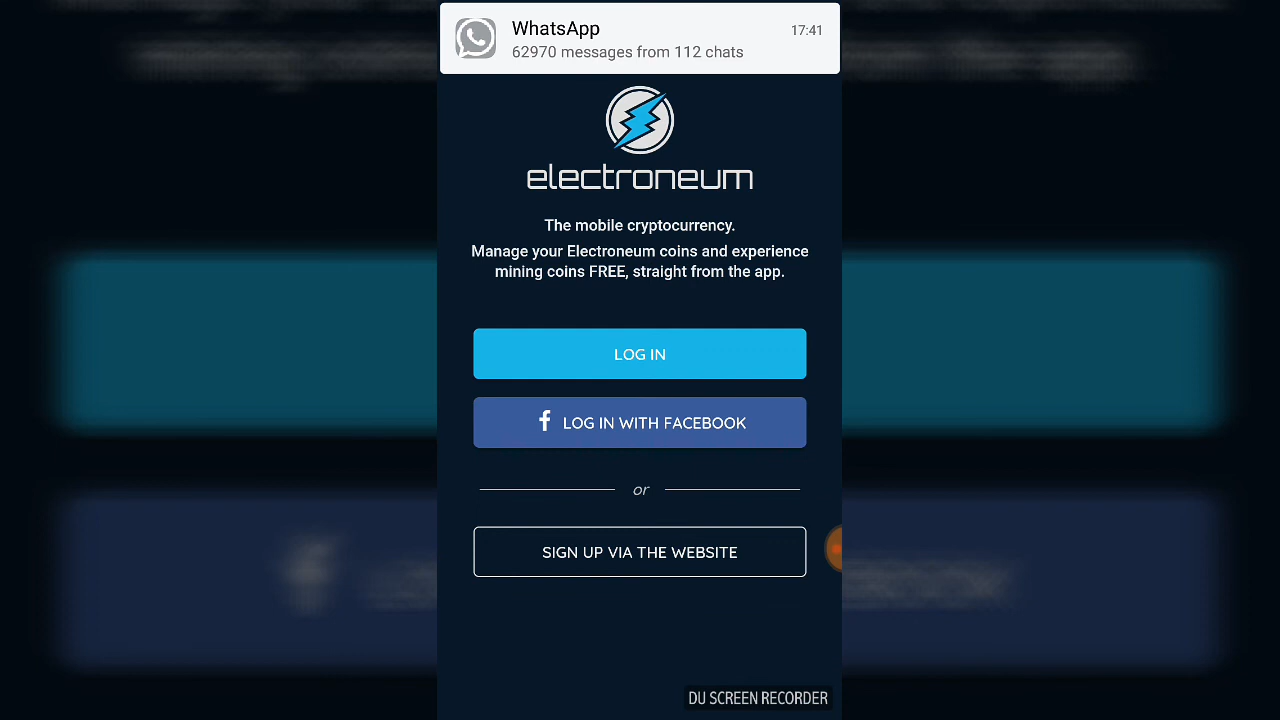 WhatsApp
17:41
62970 messages from 112 chats
electroneum
The mobile cryptocurrency.
Manage your Electroneum coins and experience
mining coins FREE, straight from the app.
LOG IN
f LOG IN WITH FACEBOOK
or
SIGN UP VIA THE WEBSITE
DU SCREEN RECORDER